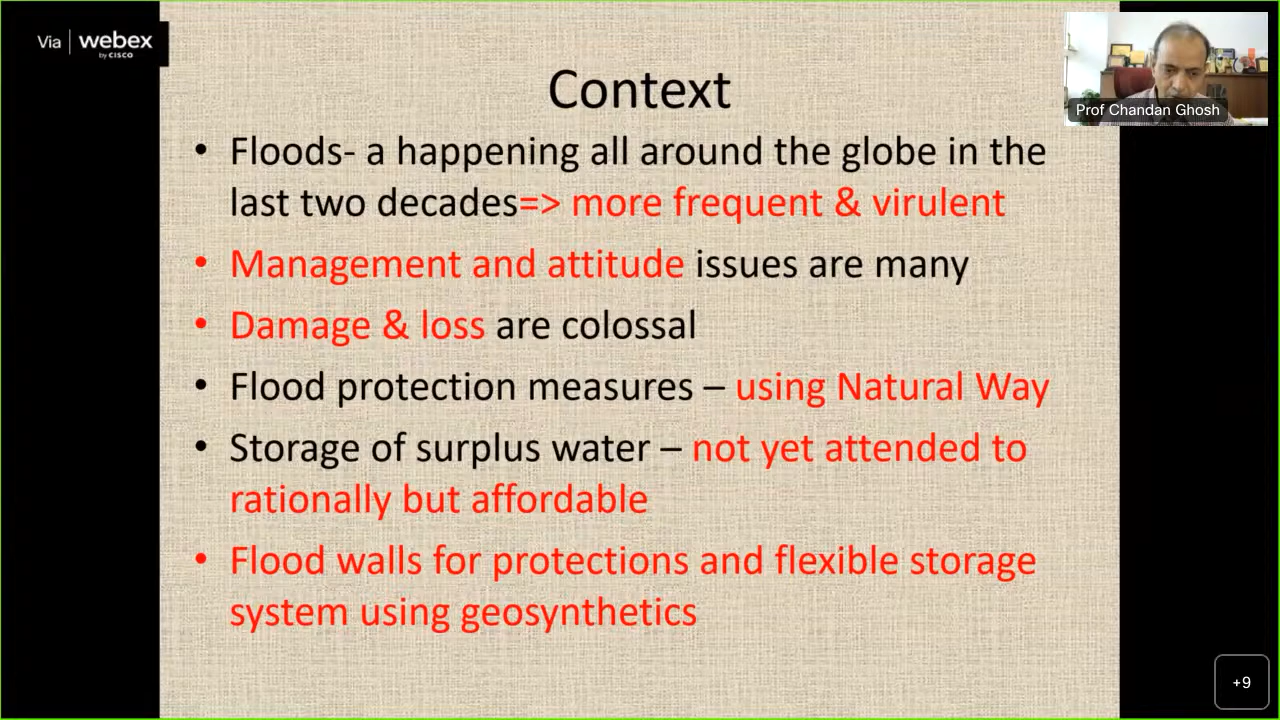 Via | webex
by CISCO
Prof Chandan Ghosh
Context
• Floods- a happening all around the globe in the
last two decades=> more frequent & virulent
• Management and attitude issues are many
• Damage & loss are colossal
• Flood protection measures – using Natural Way
• Storage of surplus water – not yet attended to
rationally but affordable
• Flood walls for protections and flexible storage
system using geosynthetics
+9